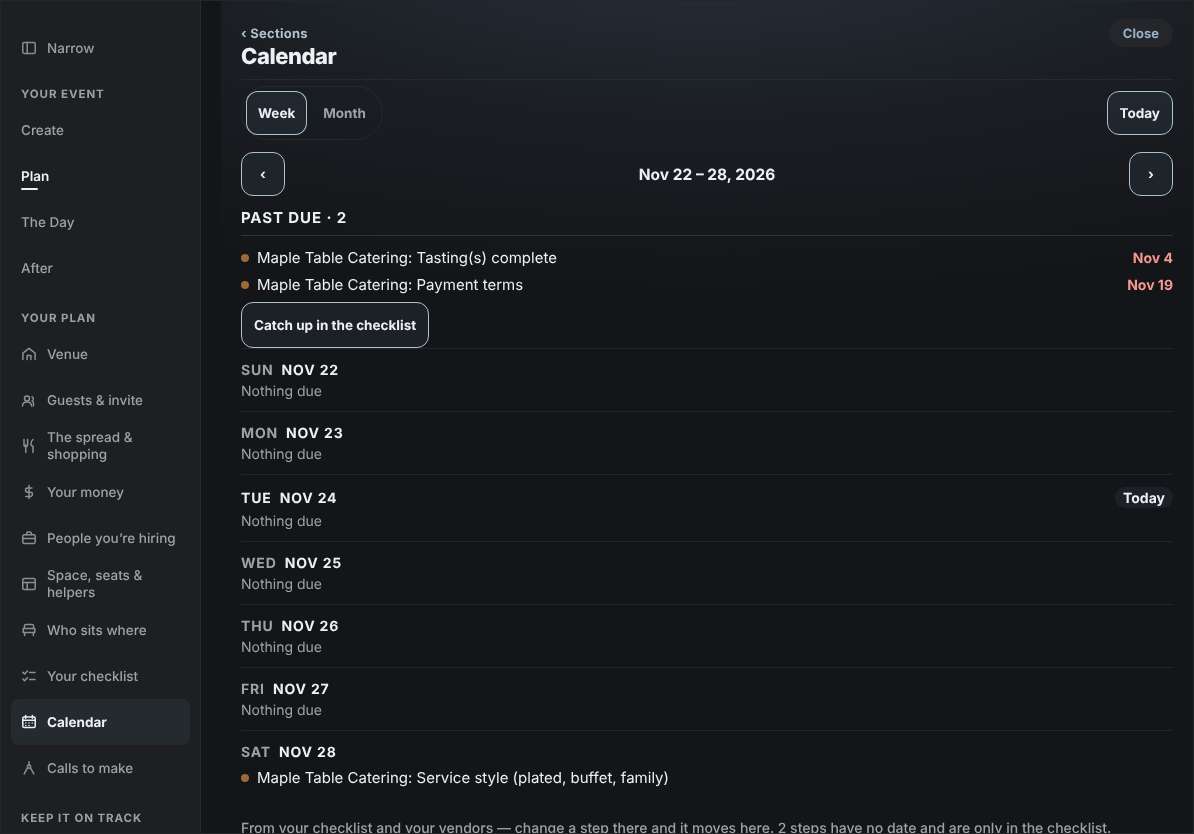 Narrow
YOUR EVENT
Create
Plan
The Day
After
YOUR PLAN
Venue
Guests & invite
The spread &
shopping
Your money
People you’re hiring
Space, seats &
helpers
Who sits where
Your checklist
Calendar
Calls to make
KEEP IT ON TRACK
‹ Sections
Close
Calendar
Week Month Today
‹ Nov 22 – 28, 2026 ›
PAST DUE · 2
Maple Table Catering: Tasting(s) complete Nov 4
Maple Table Catering: Payment terms Nov 19
Catch up in the checklist
SUN NOV 22
Nothing due
MON NOV 23
Nothing due
TUE NOV 24 Today
Nothing due
WED NOV 25
Nothing due
THU NOV 26
Nothing due
FRI NOV 27
Nothing due
SAT NOV 28
Maple Table Catering: Service style (plated, buffet, family)
From your checklist and your vendors — change a step there and it moves here. 2 steps have no date and are only in the checklist.